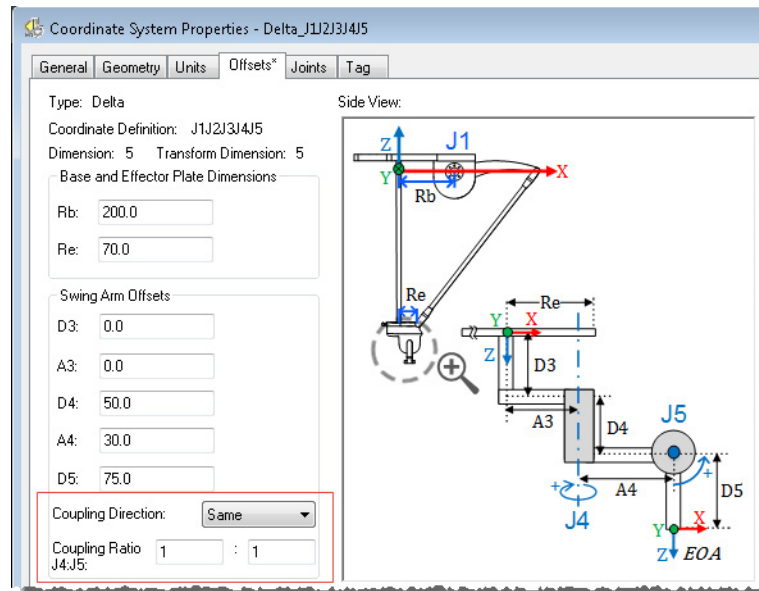 Coordinate System Properties - Delta_J1J2J3J4J5
General Geometry Units Offsets* Joints Tag
Type: Delta
Coordinate Definition: J1J2J3J4J5
Dimension: 5 Transform Dimension: 5
Base and Effector Plate Dimensions
Rb: 200.0
Re: 70.0
Swing Arm Offsets
D3: 0.0
A3: 0.0
D4: 50.0
A4: 30.0
D5: 75.0
Coupling Direction: Same
Coupling Ratio
J4:J5: 1 : 1
Side View:
Z J1
Y X
Rb
Re
Re
Y X
Z D3
A3 D4 J5
+
A4 D5
+
J4
Y X
Z EOA